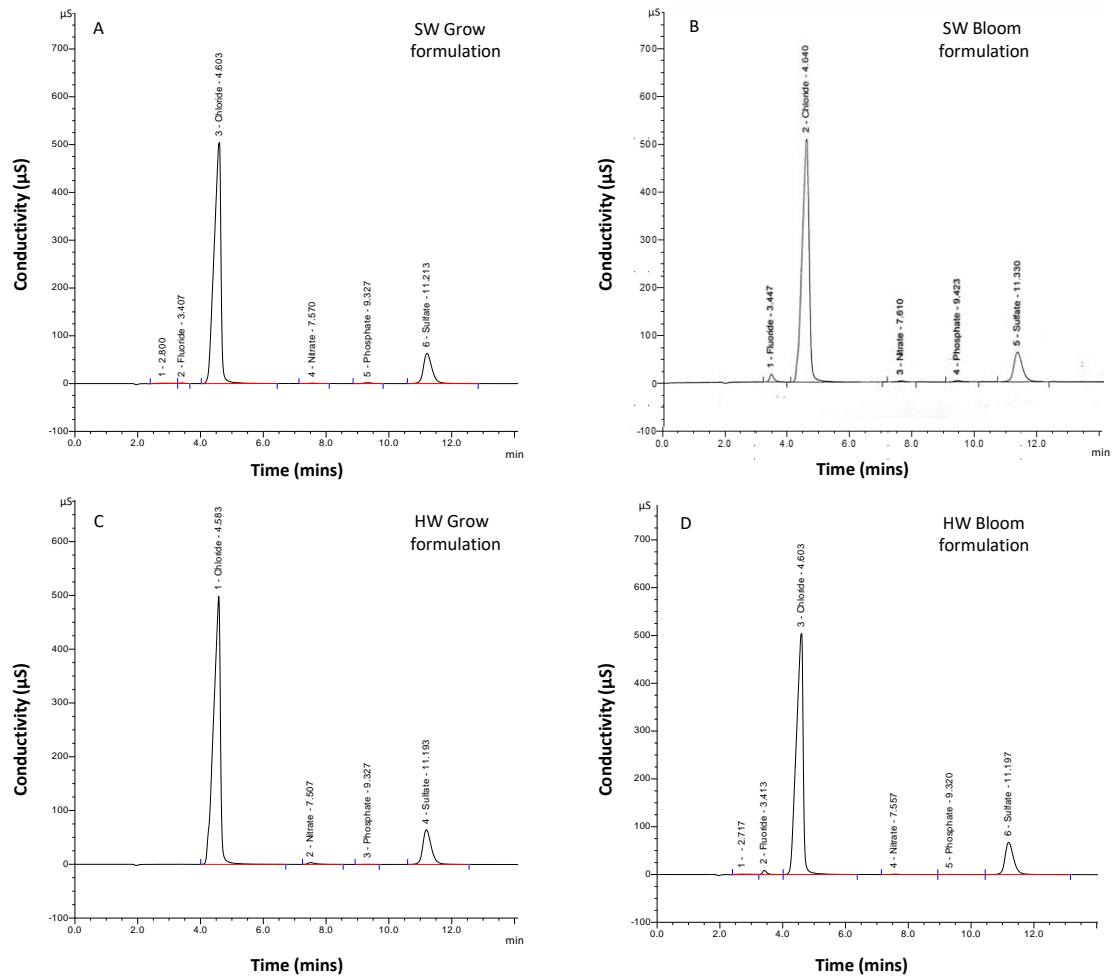 A
SW Grow
formulation
µS
700
600
500
400
300
200
100
0
-100
Conductivity (µS)
1 - 2.800
2 - Fluoride - 3.407
3 - Chloride - 4.603
4 - Nitrate - 7.570
5 - Phosphate - 9.327
6 - Sulfate - 11.213
0.0 2.0 4.0 6.0 8.0 10.0 12.0
min
Time (mins)
B
SW Bloom
formulation
µS
700
600
500
400
300
200
100
0
-100
Conductivity (µS)
1 - Fluoride - 3.447
2 - Chloride - 4.640
3 - Nitrate - 7.610
4 - Phosphate - 9.423
5 - Sulfate - 11.330
0.0 2.0 4.0 6.0 8.0 10.0 12.0
min
Time (mins)
C
HW Grow
formulation
µS
600
500
400
300
200
100
0
-100
Conductivity (µS)
1 - Chloride - 4.583
2 - Nitrate - 7.507
3 - Phosphate - 9.327
4 - Sulfate - 11.193
0.0 2.0 4.0 6.0 8.0 10.0 12.0
min
Time (mins)
D
HW Bloom
formulation
µS
700
600
500
400
300
200
100
0
-100
Conductivity (µS)
1 - - 2.717
2 - Fluoride - 3.413
3 - Chloride - 4.603
4 - Nitrate - 7.557
5 - Phosphate - 9.320
6 - Sulfate - 11.197
0.0 2.0 4.0 6.0 8.0 10.0 12.0
min
Time (mins)